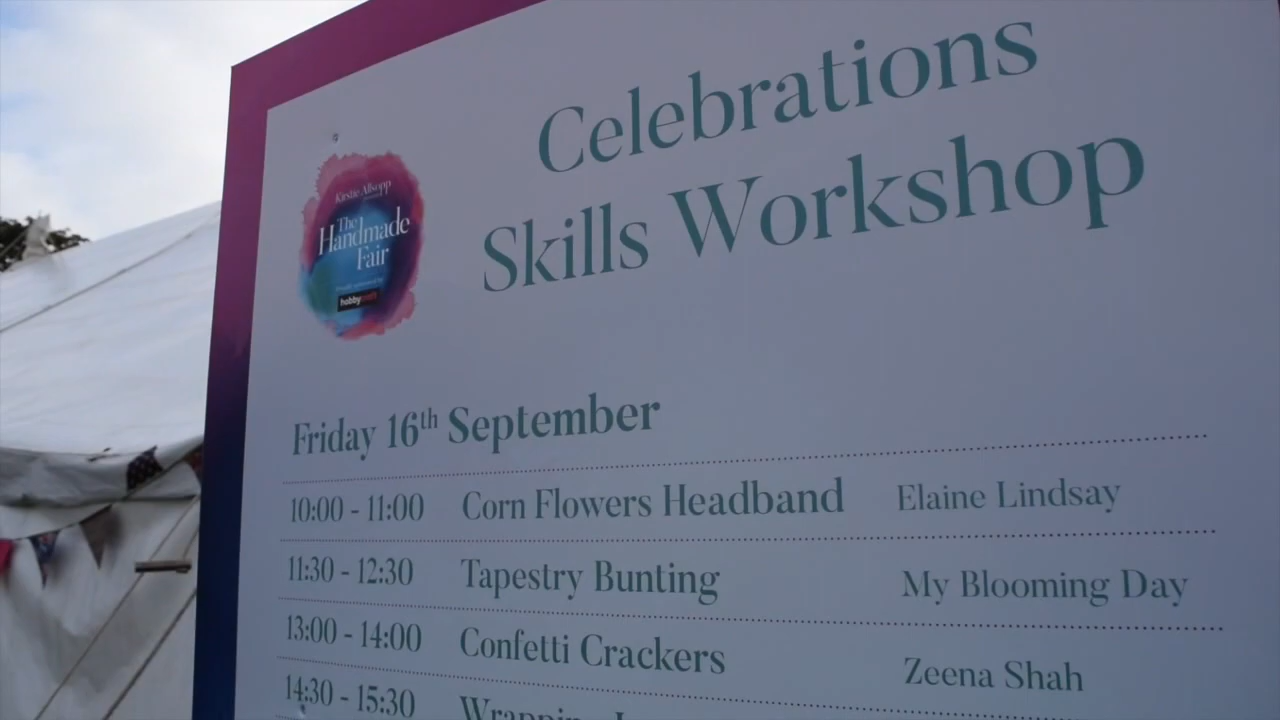 Celebrations
Skills Workshop
Kirstie Allsopp
The
Handmade
Fair
hobbycraft
Friday 16th September
10:00 - 11:00 Corn Flowers Headband Elaine Lindsay
11:30 - 12:30 Tapestry Bunting My Blooming Day
13:00 - 14:00 Confetti Crackers Zeena Shah
14:30 - 15:30